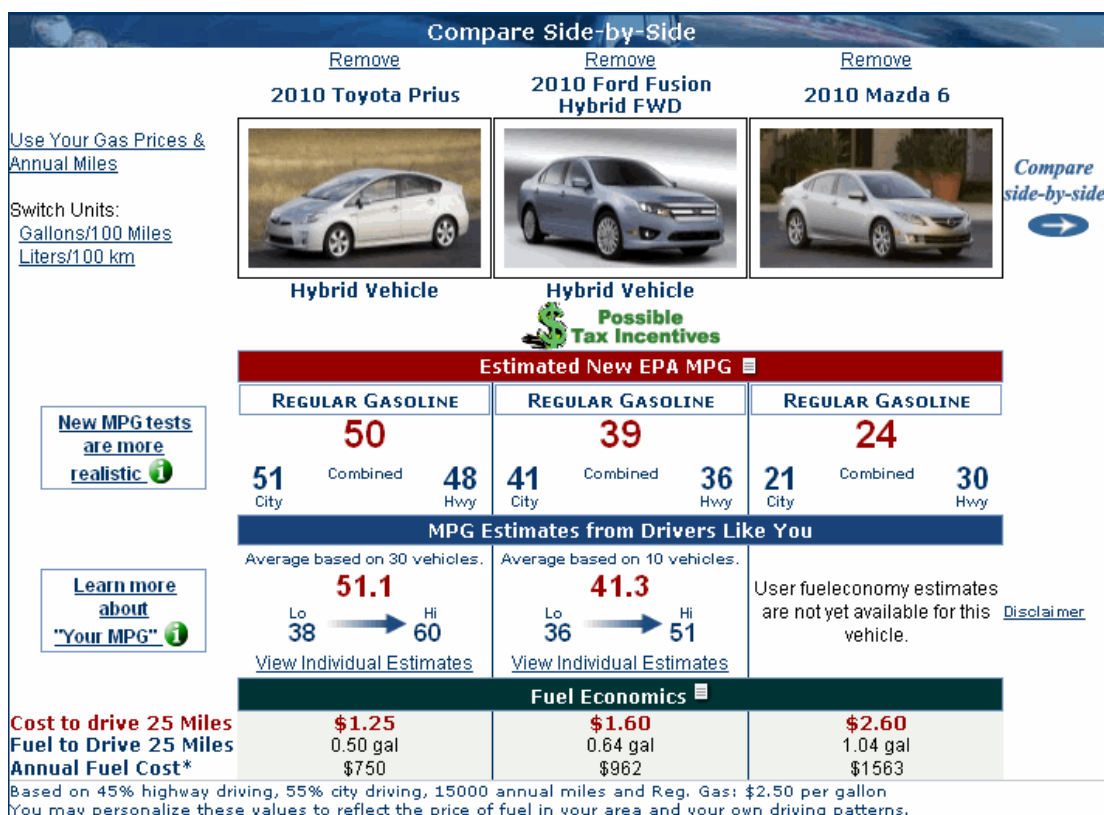 Compare Side-by-Side
Remove Remove Remove
2010 Toyota Prius 2010 Ford Fusion Hybrid FWD 2010 Mazda 6
Use Your Gas Prices &
Annual Miles
Switch Units:
Gallons/100 Miles
Liters/100 km
Compare
side-by-side
Hybrid Vehicle Hybrid Vehicle
$ Possible
Tax Incentives
Estimated New EPA MPG
REGULAR GASOLINE REGULAR GASOLINE REGULAR GASOLINE
New MPG tests
are more
realistic i
50 39 24
51 Combined 48 41 Combined 36 21 Combined 30
City Hwy City Hwy City Hwy
MPG Estimates from Drivers Like You
Average based on 30 vehicles. Average based on 10 vehicles.
Learn more
about
"Your MPG" i
51.1 41.3
Lo Hi Lo Hi
38 60 36 51
View Individual Estimates View Individual Estimates
User fueleconomy estimates
are not yet available for this
vehicle.
Disclaimer
Fuel Economics
Cost to drive 25 Miles $1.25 $1.60 $2.60
Fuel to Drive 25 Miles 0.50 gal 0.64 gal 1.04 gal
Annual Fuel Cost* $750 $962 $1563
Based on 45% highway driving, 55% city driving, 15000 annual miles and Reg. Gas: $2.50 per gallon
You may personalize these values to reflect the price of fuel in your area and your own driving patterns.